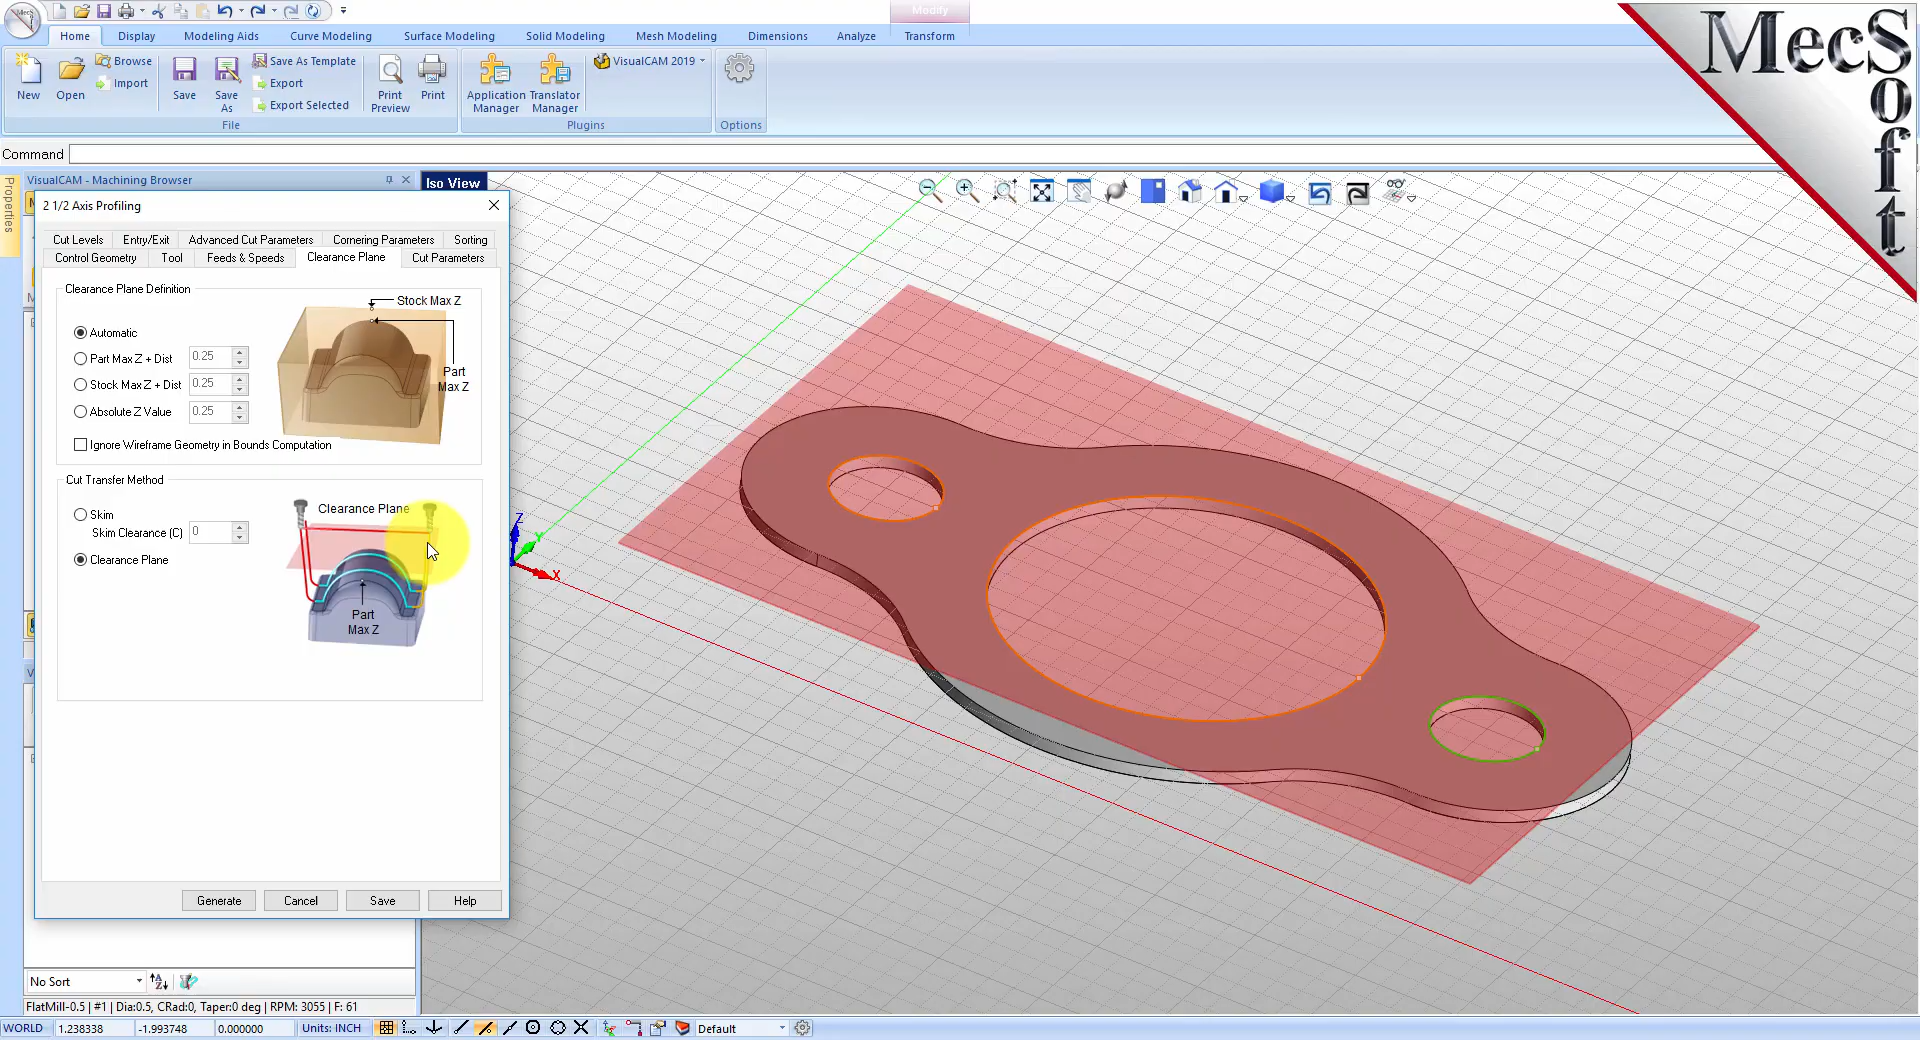 Modify
Home Display Modeling Aids Curve Modeling Surface Modeling Solid Modeling Mesh Modeling Dimensions Analyze Transform
New Open Browse Import Save Save As Save As Template Export Export Selected Print Preview Print Application Manager Translator Manager VisualCAM 2019
File Plugins Options
MecSoft
Command
Properties
VisualCAM - Machining Browser
Iso View
2 1/2 Axis Profiling
Cut Levels Entry/Exit Advanced Cut Parameters Cornering Parameters Sorting
Control Geometry Tool Feeds & Speeds Clearance Plane Cut Parameters
Clearance Plane Definition
Stock Max Z
Automatic
Part Max Z + Dist 0.25
Part
Max Z
Stock Max Z + Dist 0.25
Absolute Z Value 0.25
Ignore Wireframe Geometry in Bounds Computation
Cut Transfer Method
Skim
Clearance Plane
Skim Clearance (C) 0
Clearance Plane
Part
Max Z
Z
Y
X
Generate Cancel Save Help
No Sort
FlatMill-0.5 | #1 | Dia:0.5, CRad:0, Taper:0 deg | RPM: 3055 | F: 61
WORLD 1.238338 -1.993748 0.000000 Units: INCH Default